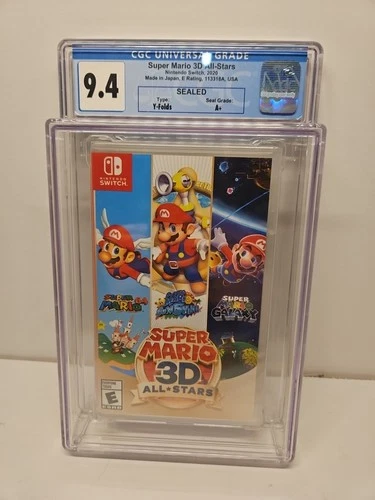 CGC UNIVERSAL GRADE
9.4
Super Mario 3D All-Stars
Nintendo Switch, 2020
Made in Japan, E Rating, 113318A, USA
SEALED
Type:
Y-Folds
Seal Grade:
A+
NINTENDO
SWITCH
SUPER
MARIO 64
SUPER
MARIO
SUNSHINE
SUPER
MARIO
GALAXY
SUPER
MARIO
3D
ALL★STARS
EVERYONE
E